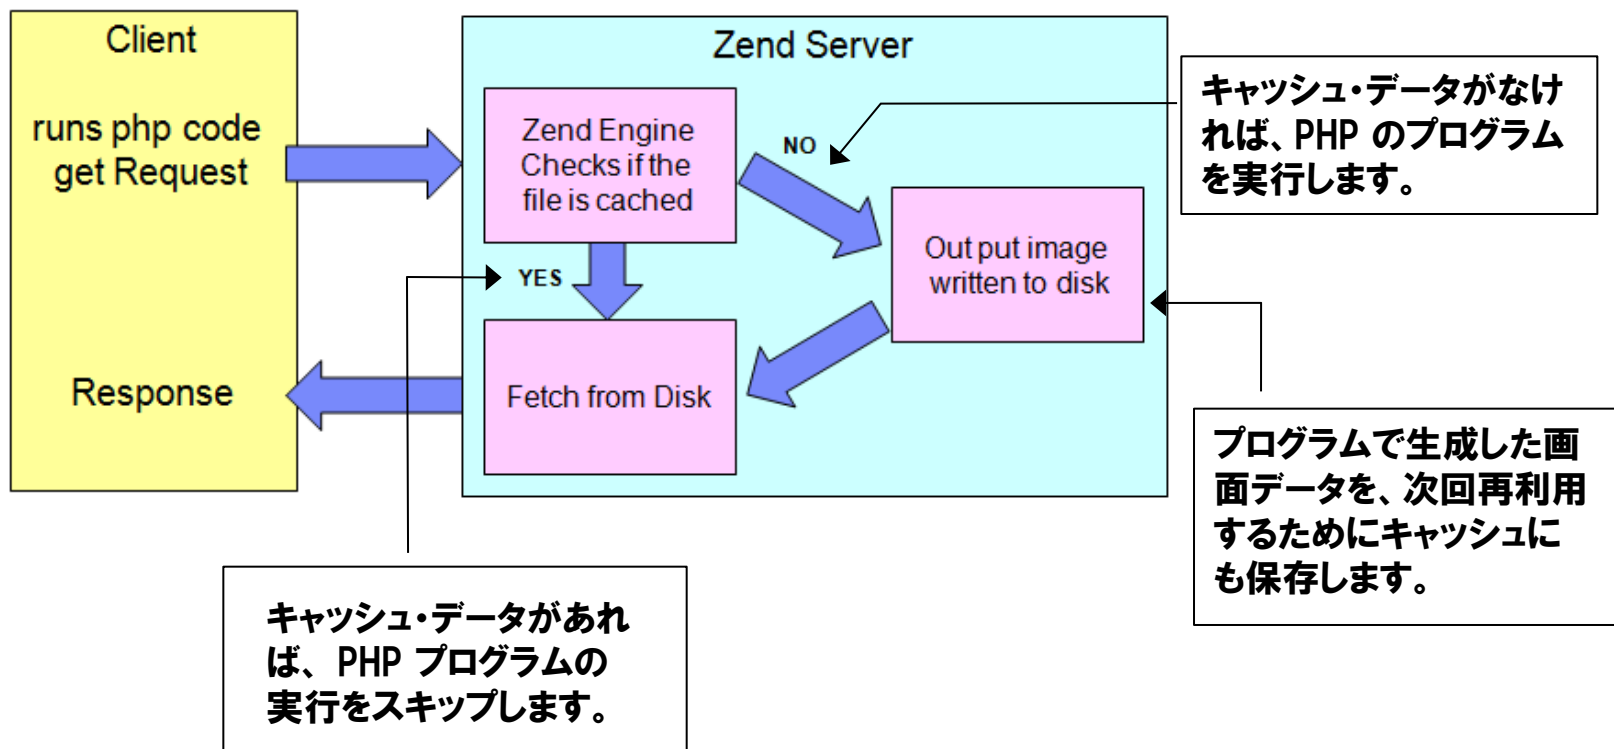 Client
runs php code
get Request
Response
Zend Server
Zend Engine
Checks if the
file is cached
NO
YES
Out put image
written to disk
Fetch from Disk
キャッシュ・データがなけ
れば、PHP のプログラム
を実行します。
プログラムで生成した画
面データを、次回再利用
するためにキャッシュに
も保存します。
キャッシュ・データがあれ
ば、PHP プログラムの
実行をスキップします。